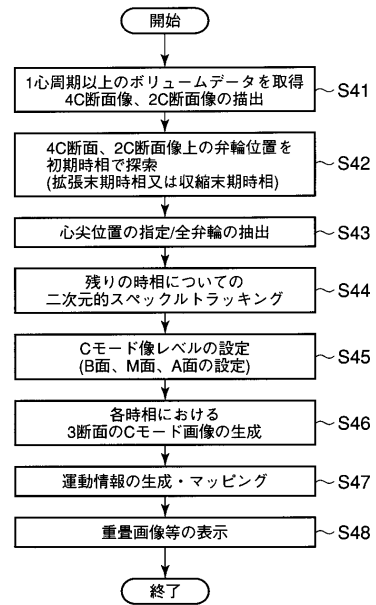 開始
1心周期以上のボリュームデータを取得
4C断面像、2C断面像の描出
S41
4C断面、2C断面像上の弁輪位置を
初期時相で探索
(拡張末期時相又は収縮末期時相)
S42
心尖位置の指定/全弁輪の抽出
S43
残りの時相についての
二次元的スペックルトラッキング
S44
Cモード像レベルの設定
(B面、M面、A面の設定)
S45
各時相における
3断面のCモード画像の生成
S46
運動情報の生成・マッピング
S47
重畳画像等の表示
S48
終了